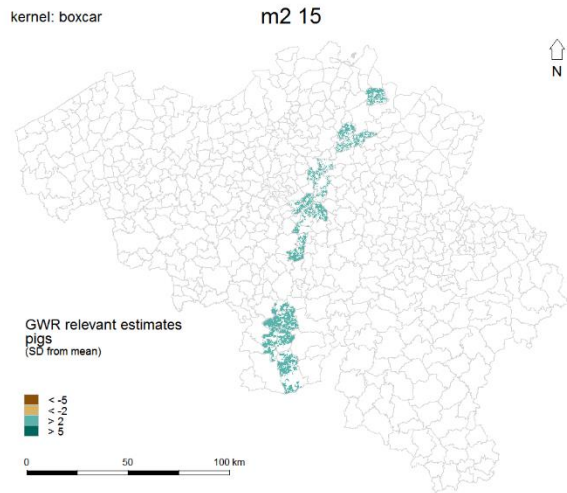 kernel: boxcar
m2 15
N
GWR relevant estimates
pigs
(SD from mean)
< -5
< -2
> 2
> 5
0 50 100 km